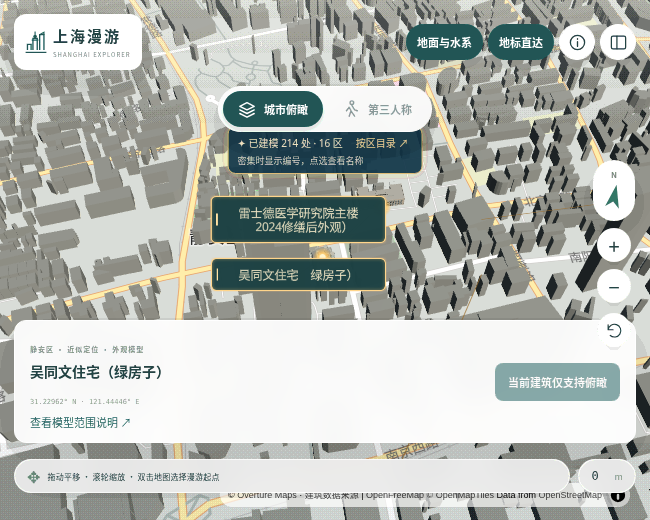 上海漫游
SHANGHAI EXPLORER
地面与水系
地标直达
城市俯瞰
第三人称
✦ 已建模 214 处 · 16 区 按区目录 ↗
密集时显示编号，点选查看名称
雷士德医学研究院主楼
2024修缮后外观）
吴同文住宅 绿房子）
N
+
−
静安区 · 近似定位 · 外观模型
吴同文住宅（绿房子）
31.22962° N · 121.44446° E
查看模型范围说明 ↗
当前建筑仅支持俯瞰
南京西路
拖动平移 · 滚轮缩放 · 双击地图选择漫游起点
0 m
© Overture Maps · 建筑数据来源 | OpenFreeMap © OpenMapTiles Data from OpenStreetMap